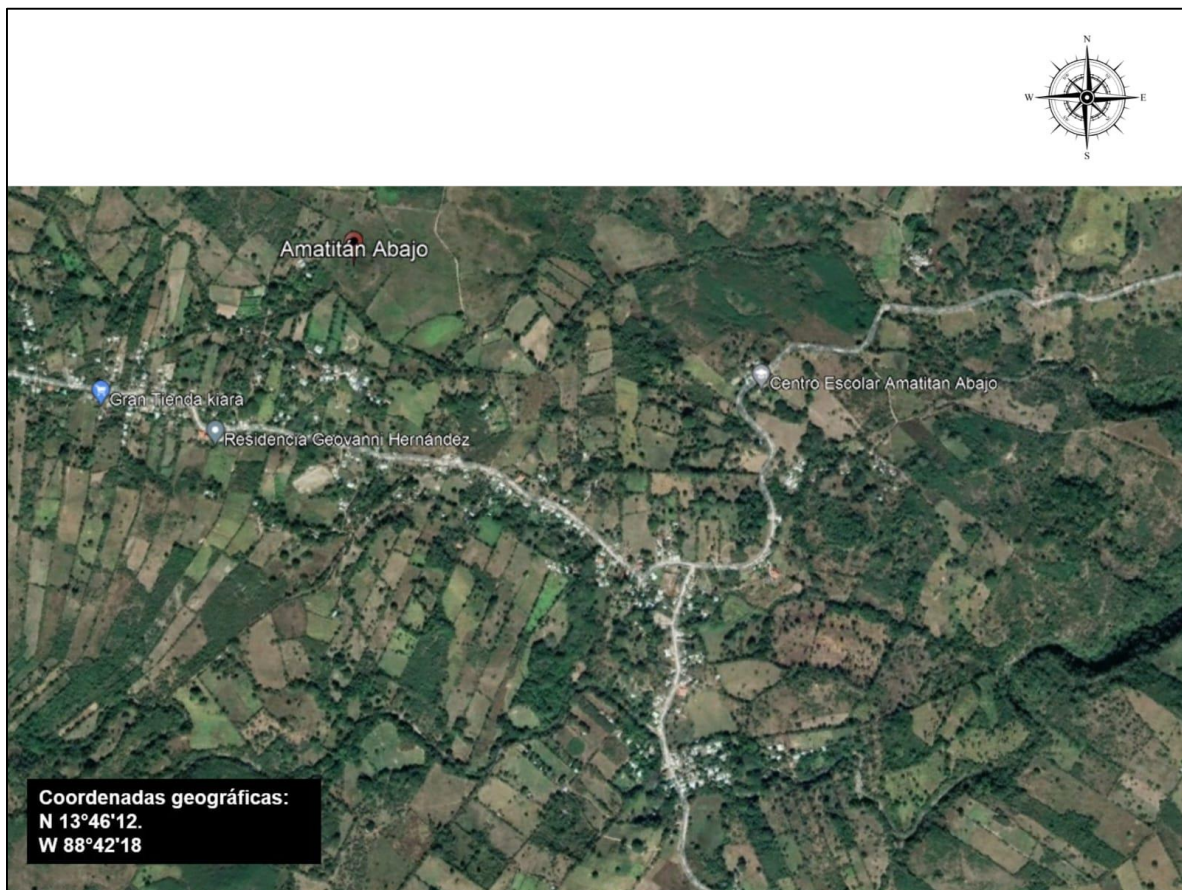 N
W E
S
Amatitán Abajo
Centro Escolar Amatitan Abajo
Gran Tienda kiara
Residencia Geovanni Hernández
Coordenadas geográficas:
N 13°46'12.
W 88°42'18